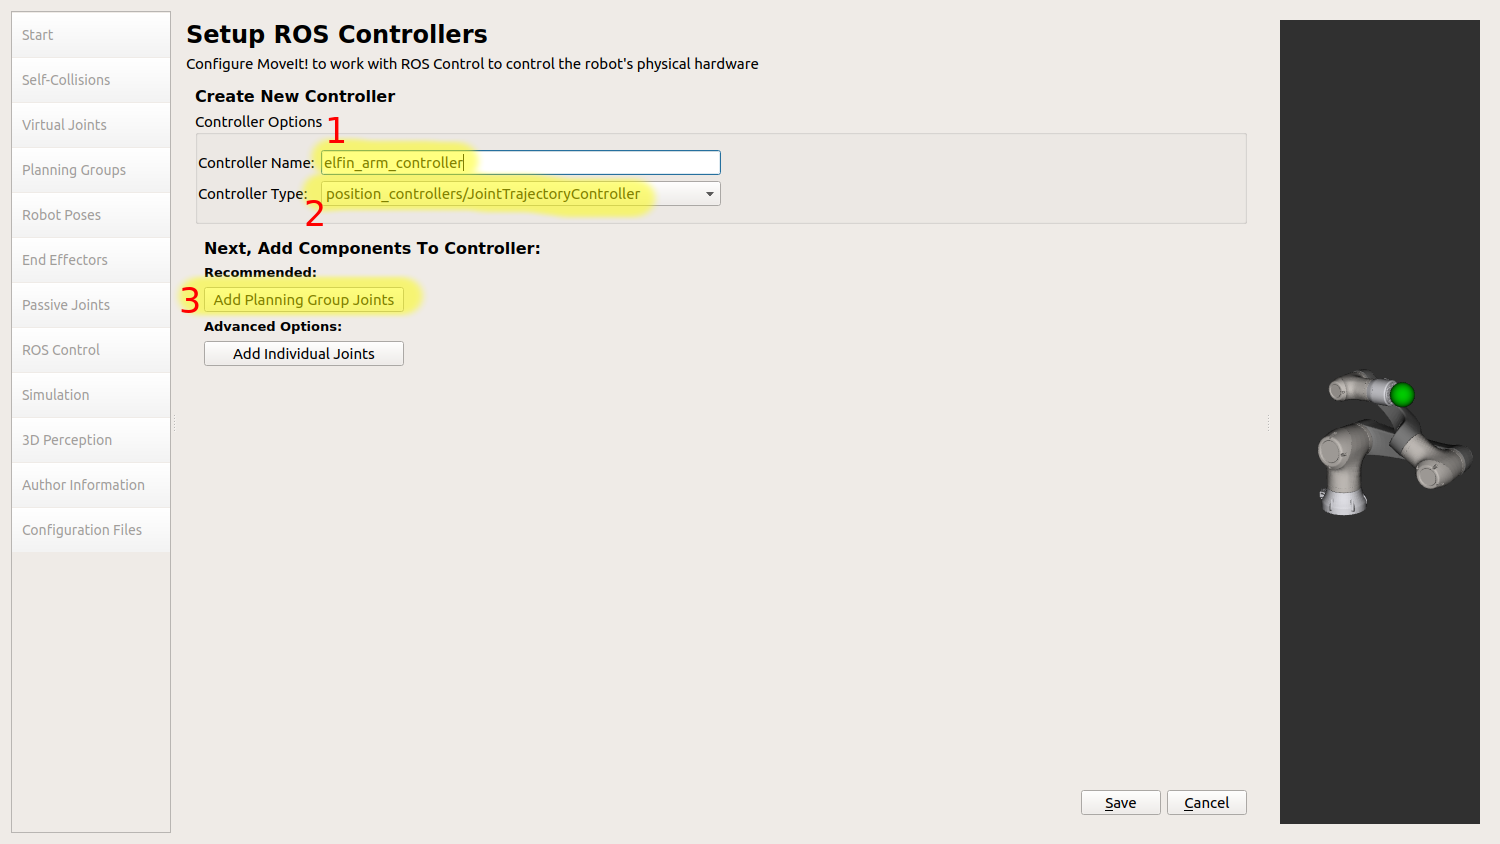 Start
Self-Collisions
Virtual Joints
Planning Groups
Robot Poses
End Effectors
Passive Joints
ROS Control
Simulation
3D Perception
Author Information
Configuration Files
Setup ROS Controllers
Configure MoveIt! to work with ROS Control to control the robot's physical hardware
Create New Controller
Controller Options 1
Controller Name: elfin_arm_controller
Controller Type: position_controllers/JointTrajectoryController
2
Next, Add Components To Controller:
Recommended:
3 Add Planning Group Joints
Advanced Options:
Add Individual Joints
Save Cancel